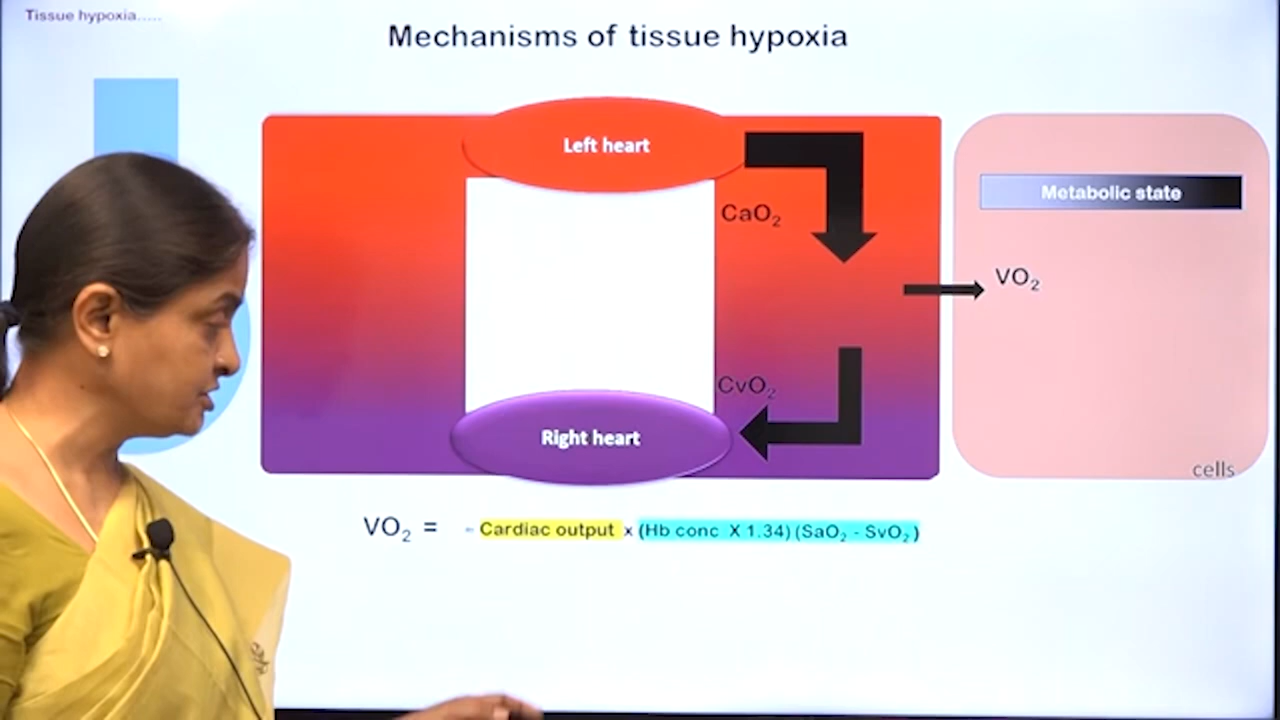 Tissue hypoxia.....
Mechanisms of tissue hypoxia
Left heart
CaO₂
Metabolic state
VO₂
CvO₂
Right heart
cells
VO₂ = - Cardiac output x (Hb conc X 1.34) (SaO₂ - SvO₂)